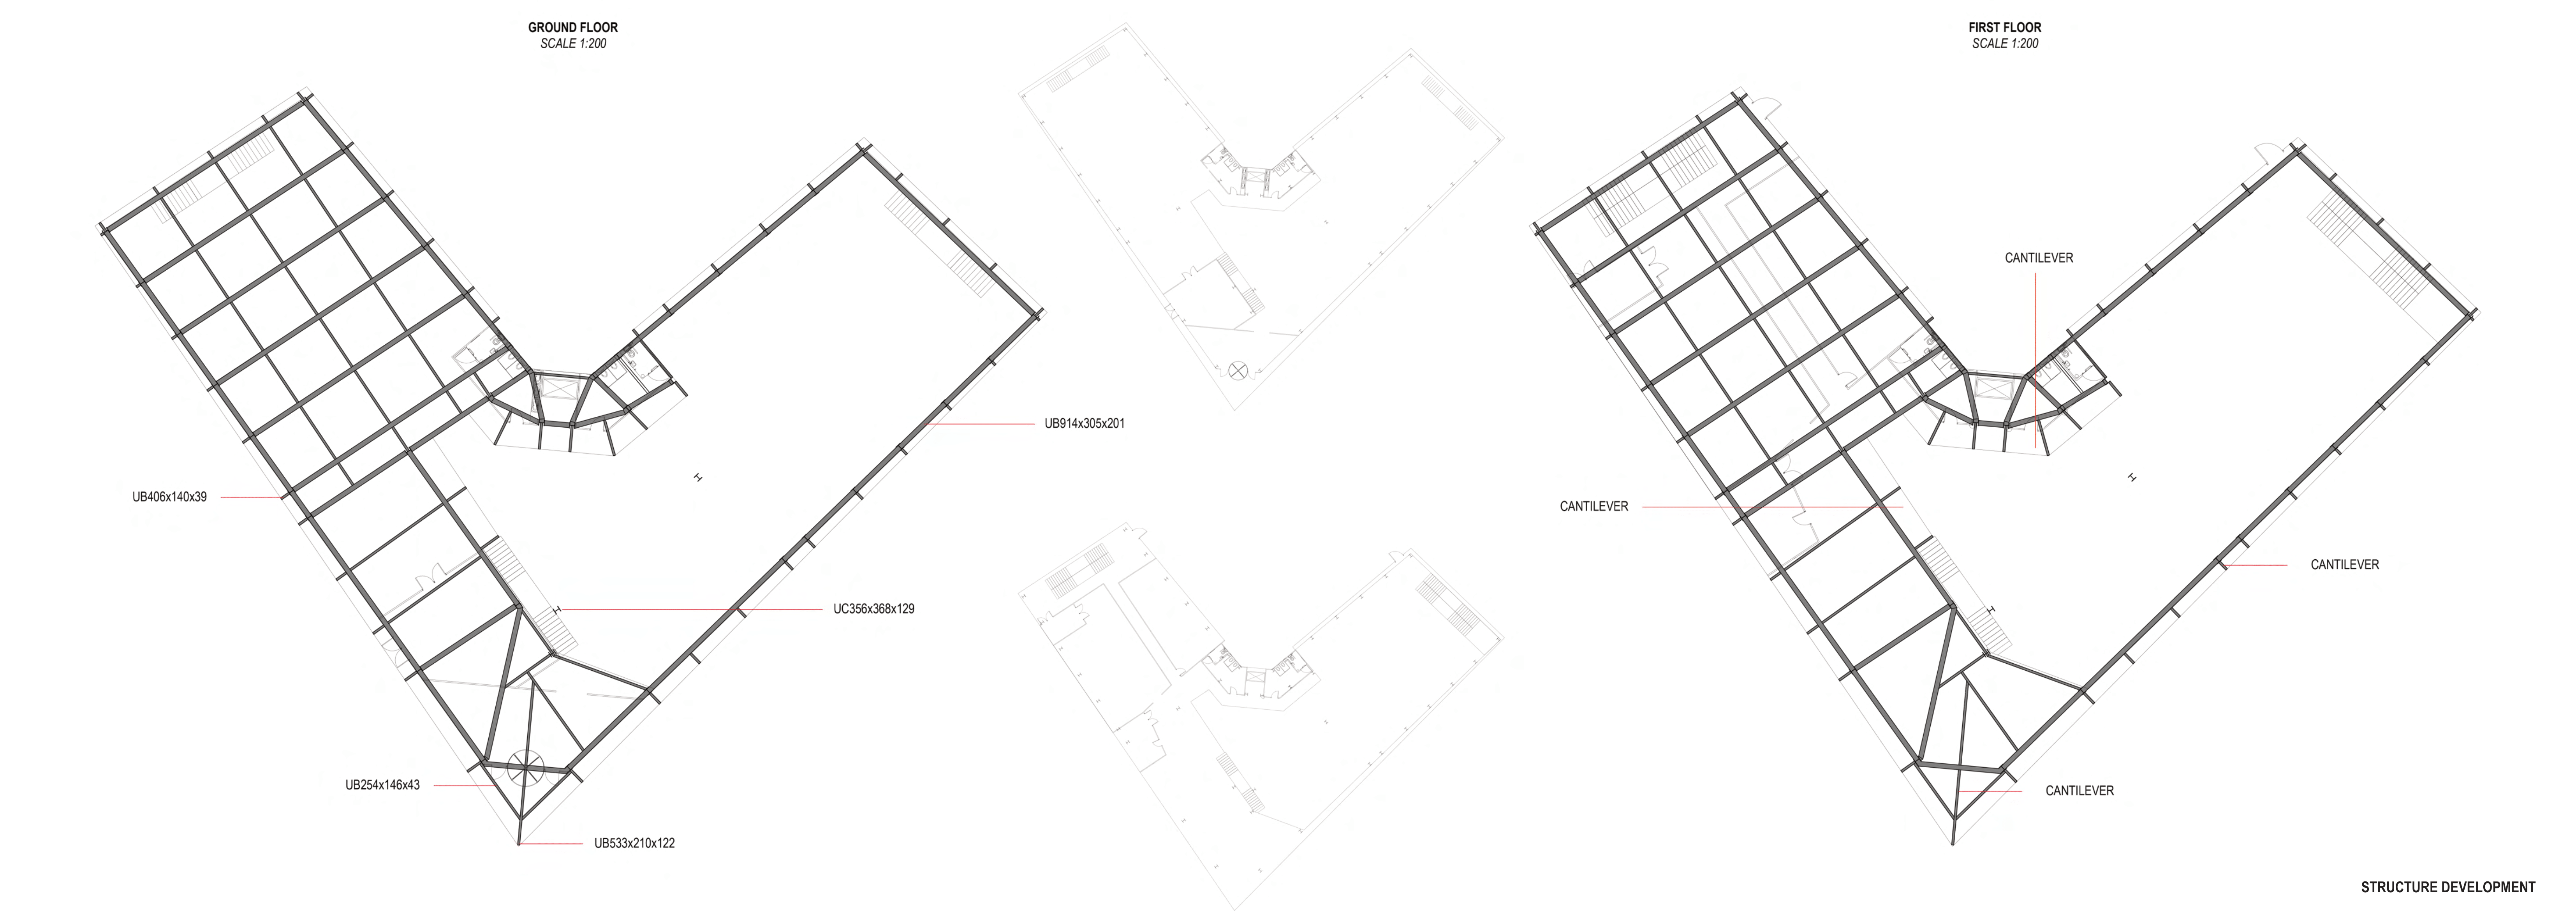 GROUND FLOOR
SCALE 1:200
FIRST FLOOR
SCALE 1:200
CANTILEVER
UB914x305x201
UB406x140x39
CANTILEVER
CANTILEVER
UC356x368x129
UB254x146x43
CANTILEVER
UB533x210x122
STRUCTURE DEVELOPMENT